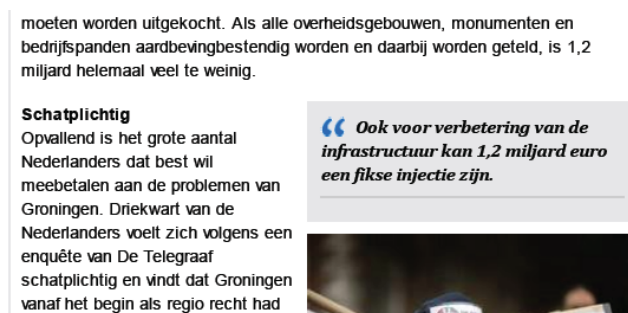 moeten worden uitgekocht. Als alle overheidsgebouwen, monumenten en
bedrijfspanden aardbevingbestendig worden en daarbij worden geteld, is 1,2
miljard helemaal veel te weinig.
Schatplichtig
Opvallend is het grote aantal
Nederlanders dat best wil
meebetalen aan de problemen van
Groningen. Driekwart van de
Nederlanders voelt zich volgens een
enquête van De Telegraaf
schatplichtig en vindt dat Groningen
vanaf het begin als regio recht had
“ Ook voor verbetering van de
infrastructuur kan 1,2 miljard euro
een fikse injectie zijn.